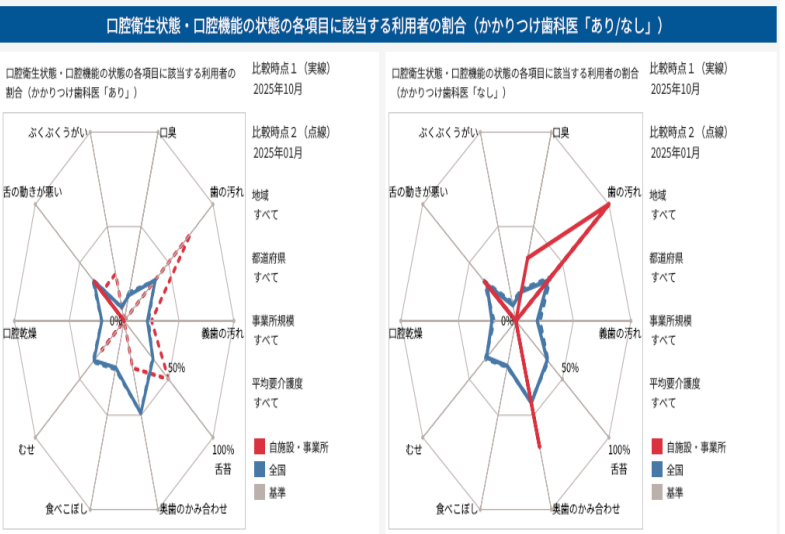 口腔衛生状態・口腔機能の状態の各項目に該当する利用者の割合（かかりつけ歯科医「あり/なし」）
口腔衛生状態・口腔機能の状態の各項目に該当する利用者の
割合（かかりつけ歯科医「あり」）
比較時点１（実線）
2025年10月
比較時点２（点線）
2025年01月
地域
すべて
都道府県
すべて
事業所規模
すべて
平均要介護度
すべて
自施設・事業所
全国
基準
ぶくぶくうがい
口臭
舌の動きが悪い
歯の汚れ
口腔乾燥
0%
義歯の汚れ
50%
むせ
100%
舌苔
食べこぼし
奥歯のかみ合わせ
口腔衛生状態・口腔機能の状態の各項目に該当する利用者の割合
（かかりつけ歯科医「なし」）
比較時点１（実線）
2025年10月
比較時点２（点線）
2025年01月
地域
すべて
都道府県
すべて
事業所規模
すべて
平均要介護度
すべて
自施設・事業所
全国
基準
ぶくぶくうがい
口臭
舌の動きが悪い
歯の汚れ
口腔乾燥
0%
義歯の汚れ
50%
むせ
100%
舌苔
食べこぼし
奥歯のかみ合わせ